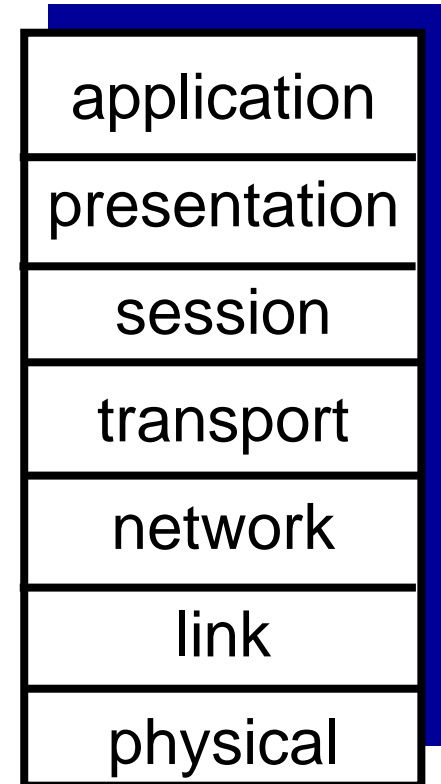 application
presentation
session
transport
network
link
physical